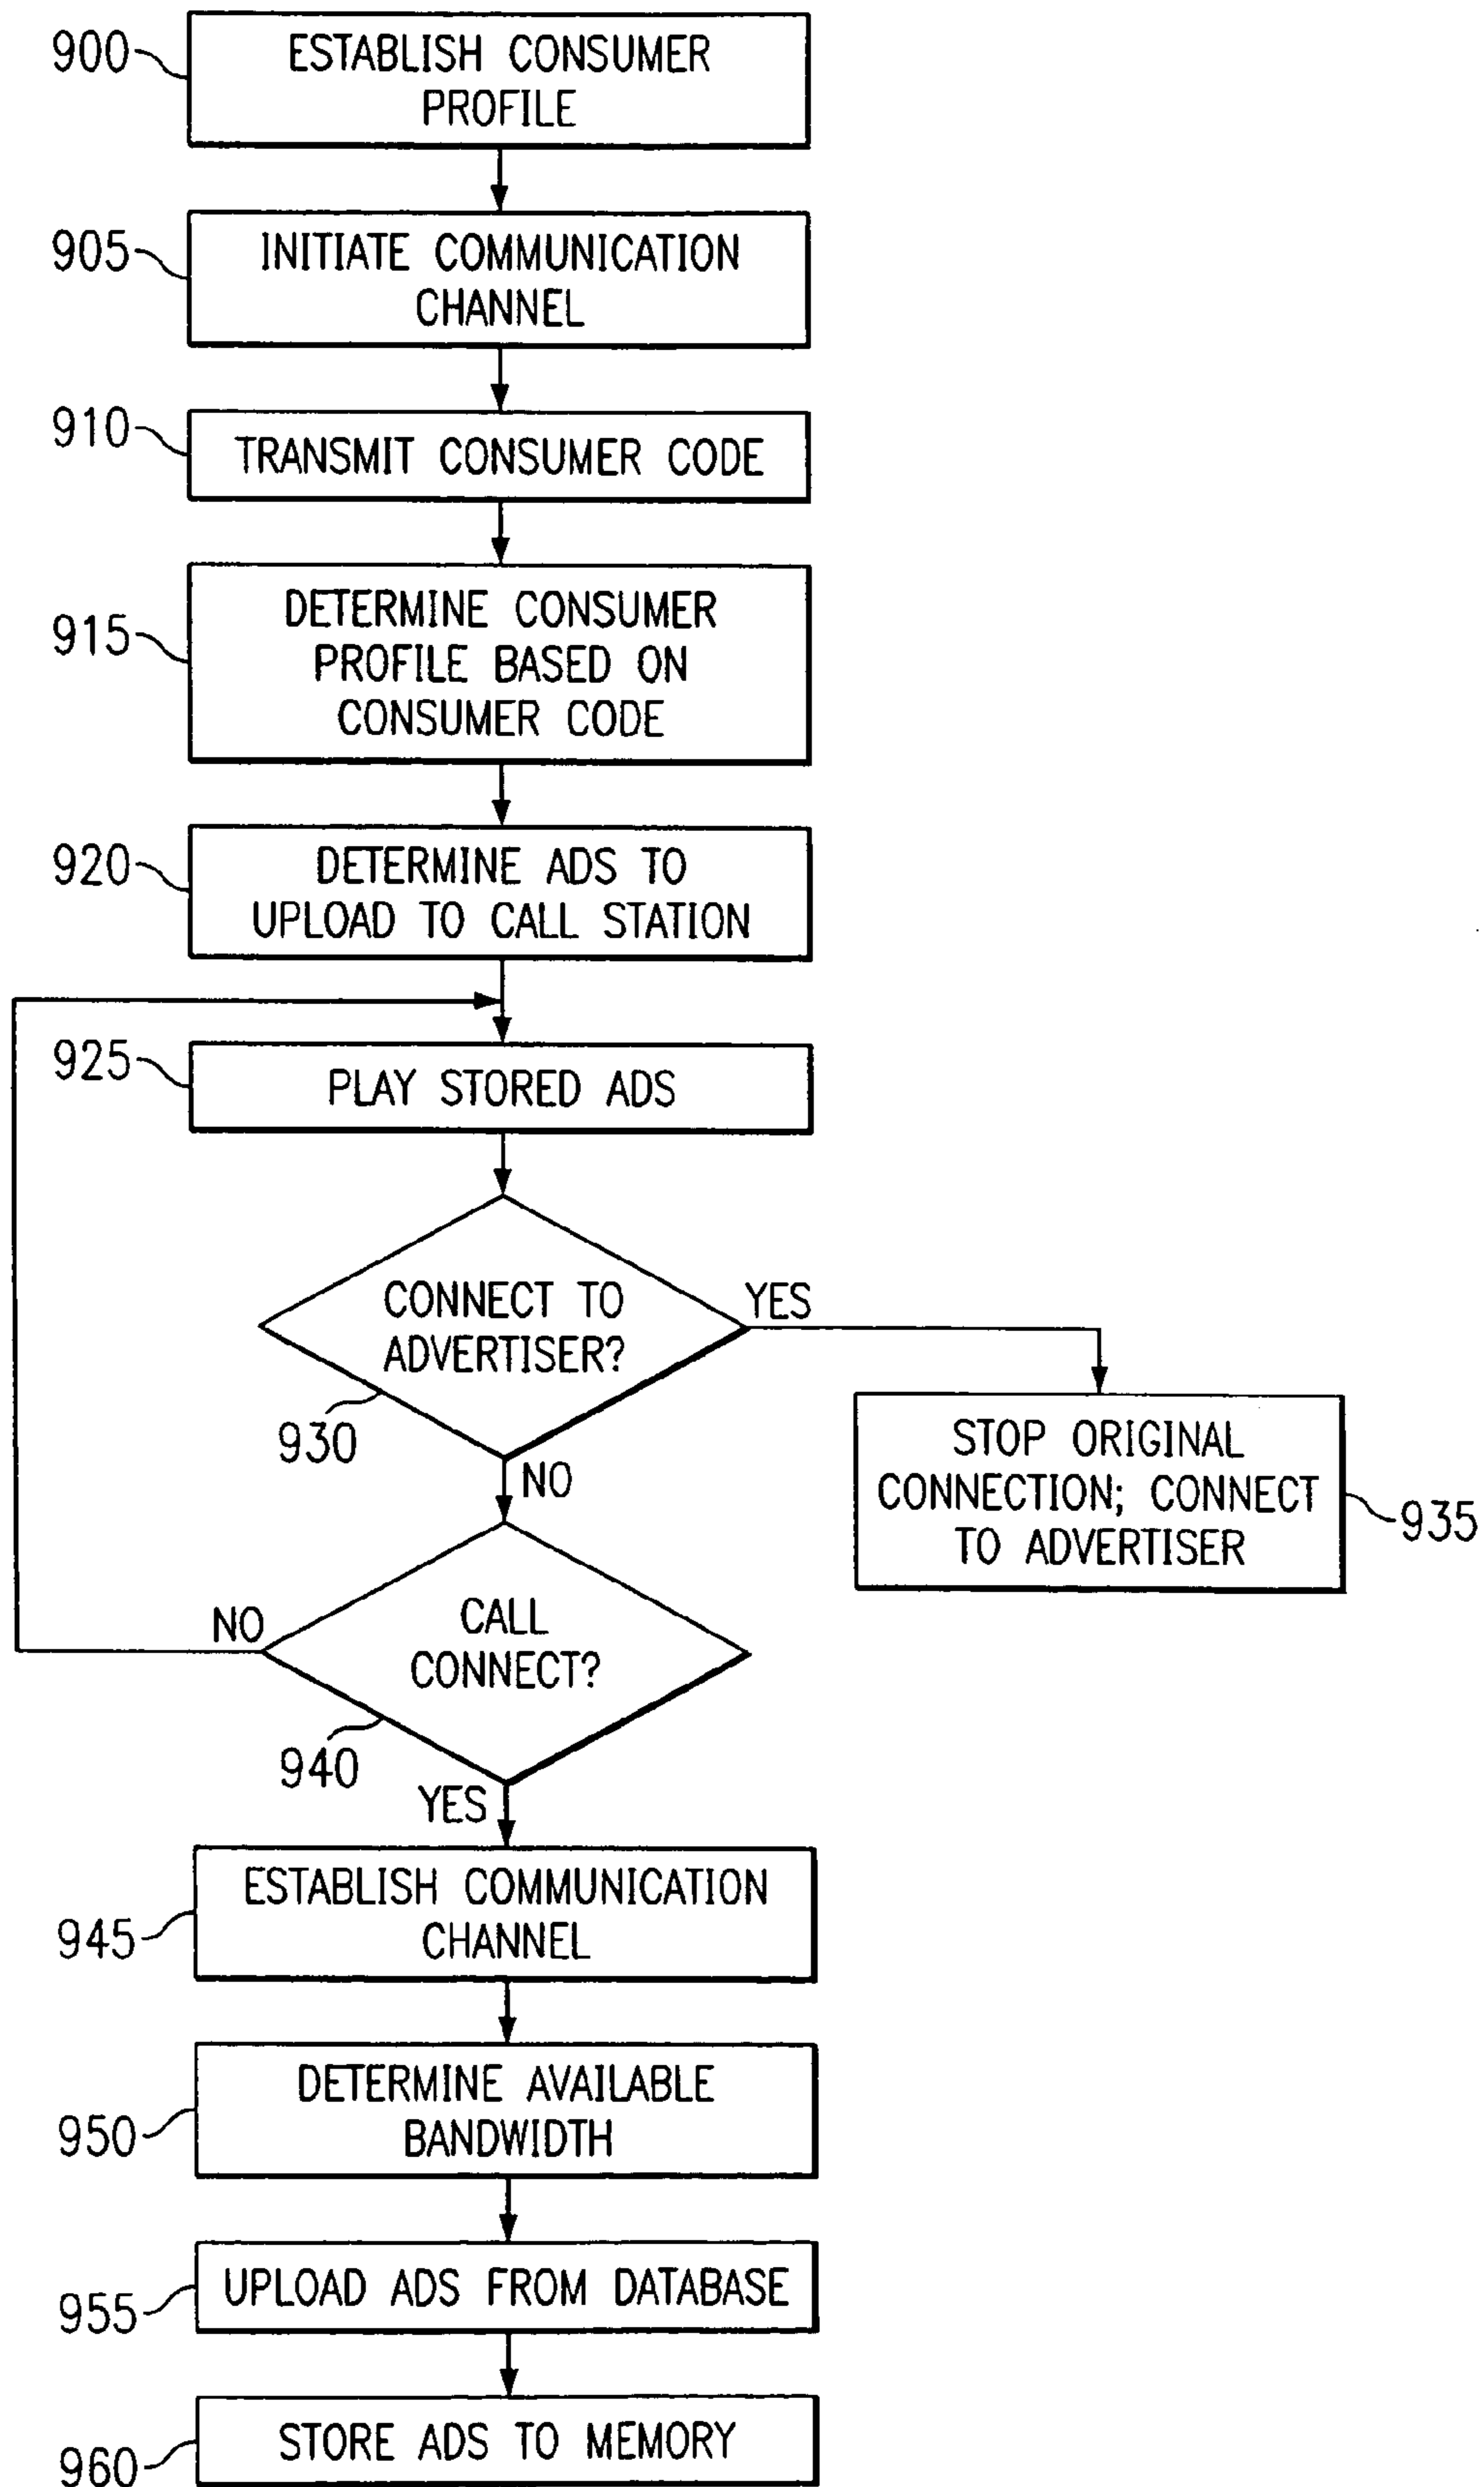 900
ESTABLISH CONSUMER
PROFILE
905
INITIATE COMMUNICATION
CHANNEL
910
TRANSMIT CONSUMER CODE
915
DETERMINE CONSUMER
PROFILE BASED ON
CONSUMER CODE
920
DETERMINE ADS TO
UPLOAD TO CALL STATION
925
PLAY STORED ADS
CONNECT TO
ADVERTISER?
YES
930
NO
STOP ORIGINAL
CONNECTION; CONNECT
TO ADVERTISER
935
CALL
CONNECT?
NO
940
YES
945
ESTABLISH COMMUNICATION
CHANNEL
950
DETERMINE AVAILABLE
BANDWIDTH
955
UPLOAD ADS FROM DATABASE
960
STORE ADS TO MEMORY